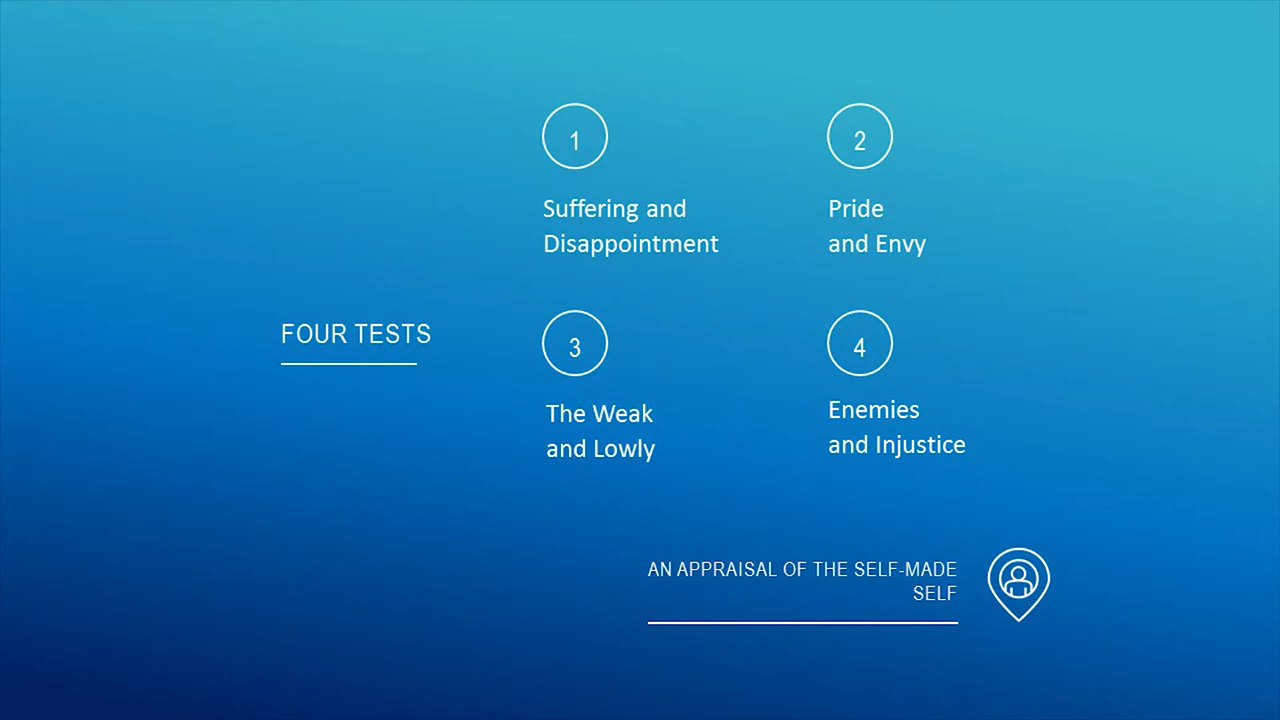 FOUR TESTS
1
Suffering and
Disappointment
2
Pride
and Envy
3
The Weak
and Lowly
4
Enemies
and Injustice
AN APPRAISAL OF THE SELF-MADE
SELF